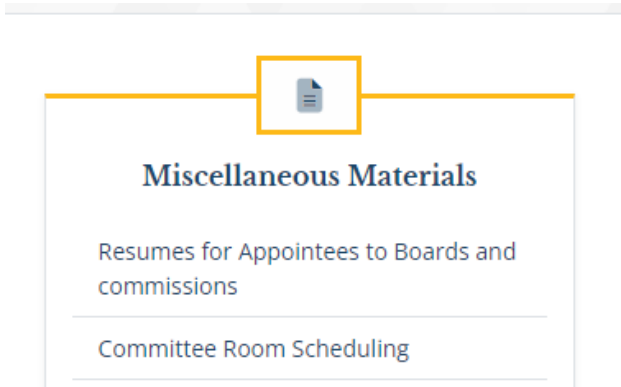 Miscellaneous Materials
Resumes for Appointees to Boards and
commissions
Committee Room Scheduling